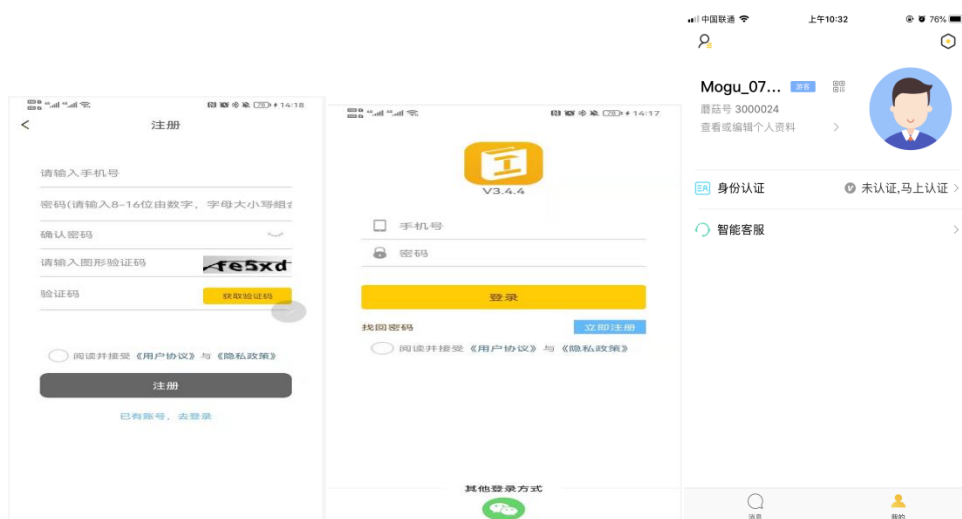 14:18
注册
请输入手机号
密码(请输入8-16位由数字，字母大小写组合
确认密码
请输入图形验证码
fe5xd
验证码
获取验证码
阅读并接受《用户协议》与《隐私政策》
注册
已有账号，去登录
14:17
V3.4.4
手机号
密码
登录
找回密码
立即注册
阅读并接受《用户协议》与《隐私政策》
其他登录方式
中国联通
上午10:32
76%
Mogu_07...
游客
蘑菇号 3000024
查看或编辑个人资料
身份认证
未认证,马上认证
智能客服
消息
我的